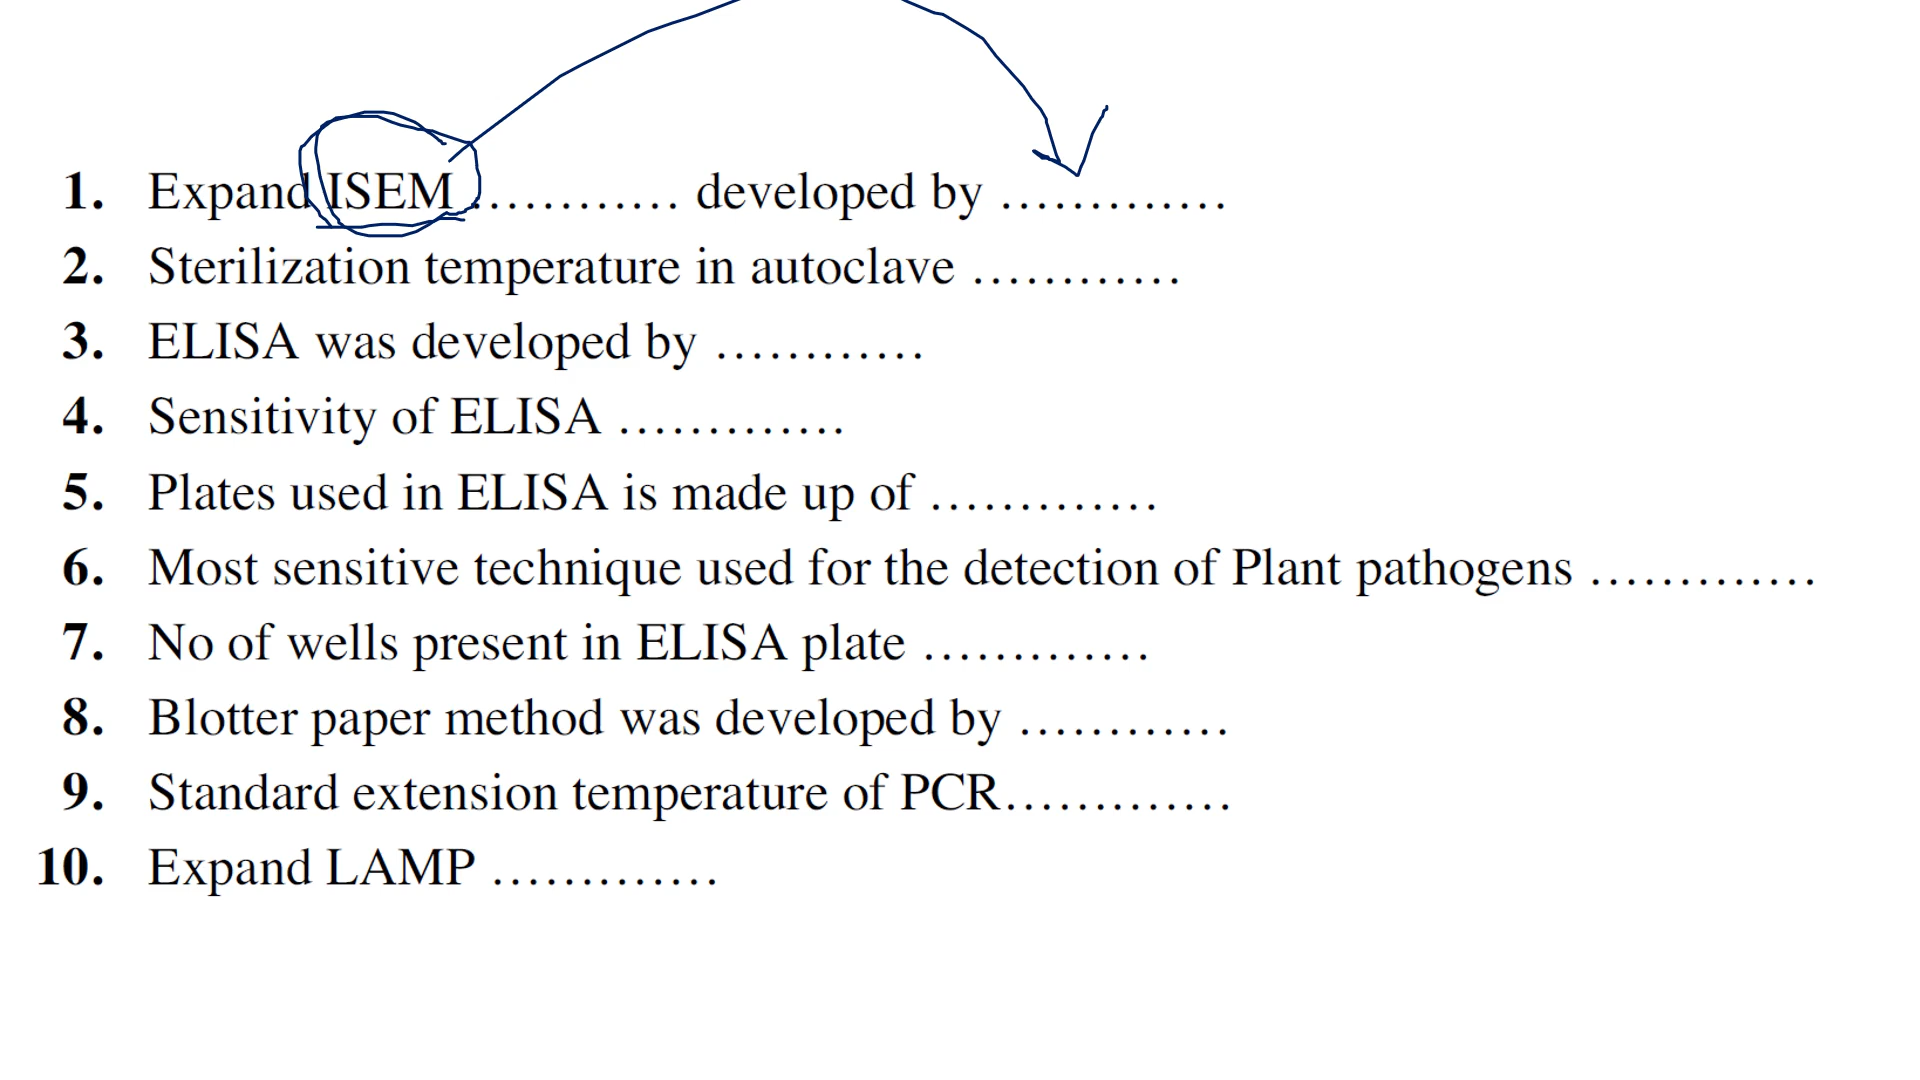 1. Expand ISEM ………… developed by ………….
2. Sterilization temperature in autoclave …………
3. ELISA was developed by …………
4. Sensitivity of ELISA ………….
5. Plates used in ELISA is made up of ………….
6. Most sensitive technique used for the detection of Plant pathogens ………….
7. No of wells present in ELISA plate ………….
8. Blotter paper method was developed by …………
9. Standard extension temperature of PCR………….
10. Expand LAMP ………….